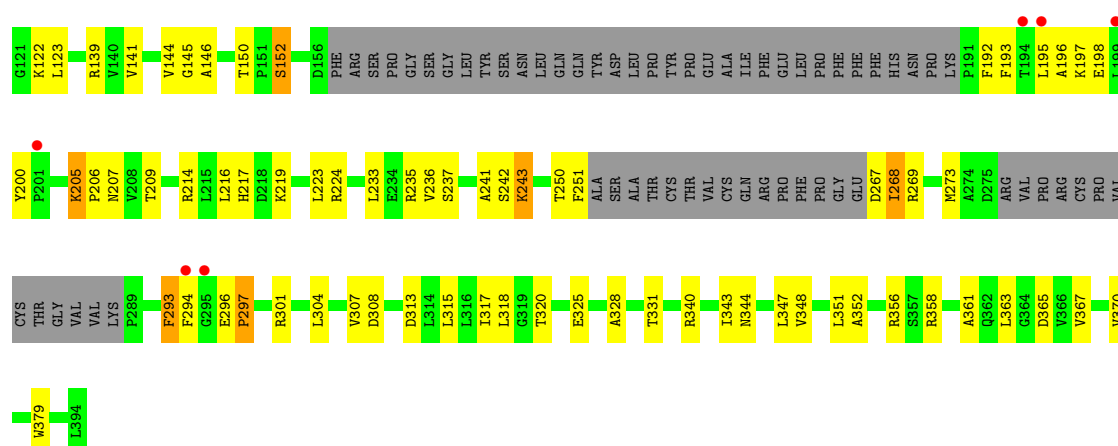 G121 K122 L123 R139 V140 V141 V144 G145 A146 T150 P151 S152 D156 PHE ARG SER PRO GLY SER GLY LEU TYR SER ASN LEU GLN GLN TYR ASP LEU PRO TYR PRO GLU ALA ILE PHE GLU LEU PRO PHE PHE PHE HIS ASN PRO LYS P191 F192 F193 T194 L195 A196 K197 E198 L199
Y200 P201 K205 P206 N207 V208 T209 R214 L215 L216 H217 D218 K219 L223 R224 L233 E234 R235 V236 S237 A241 S242 K243 T250 F251 ALA SER ALA THR CYS THR VAL CYS GLN ARG PRO PHE PRO GLY GLU D267 I268 R269 M273 A274 D275 ARG VAL PRO ARG CYS PRO VAL
CYS THR GLY VAL VAL LYS P289 F293 F294 G295 E296 P297 R301 L304 V307 D308 D313 L314 L315 L316 I317 L318 G319 T320 E325 A328 T331 R340 I343 N344 L347 V348 L351 A352 R356 S357 R358 A361 Q362 L363 G364 D365 V366 V367 V370
W379 L394